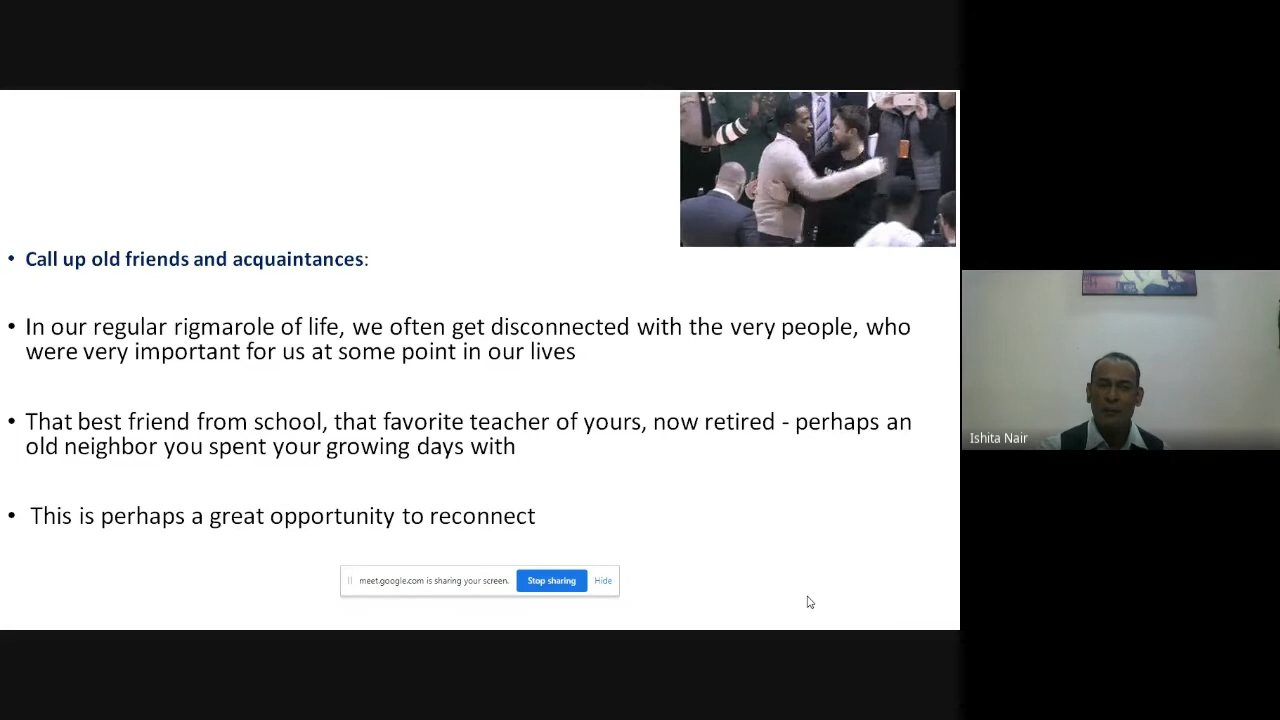 • Call up old friends and acquaintances:
• In our regular rigmarole of life, we often get disconnected with the very people, who
were very important for us at some point in our lives
• That best friend from school, that favorite teacher of yours, now retired - perhaps an
old neighbor you spent your growing days with
• This is perhaps a great opportunity to reconnect
meet.google.com is sharing your screen. Stop sharing Hide
Ishita Nair